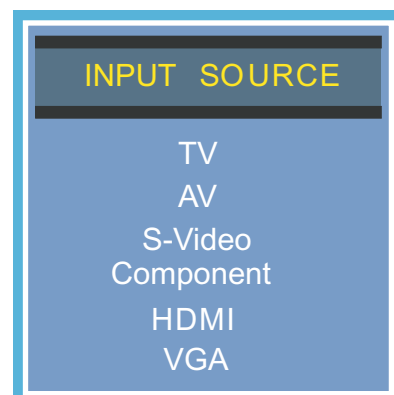 INPUT SOURCE
TV
AV
S-Video
Component
HDMI
VGA